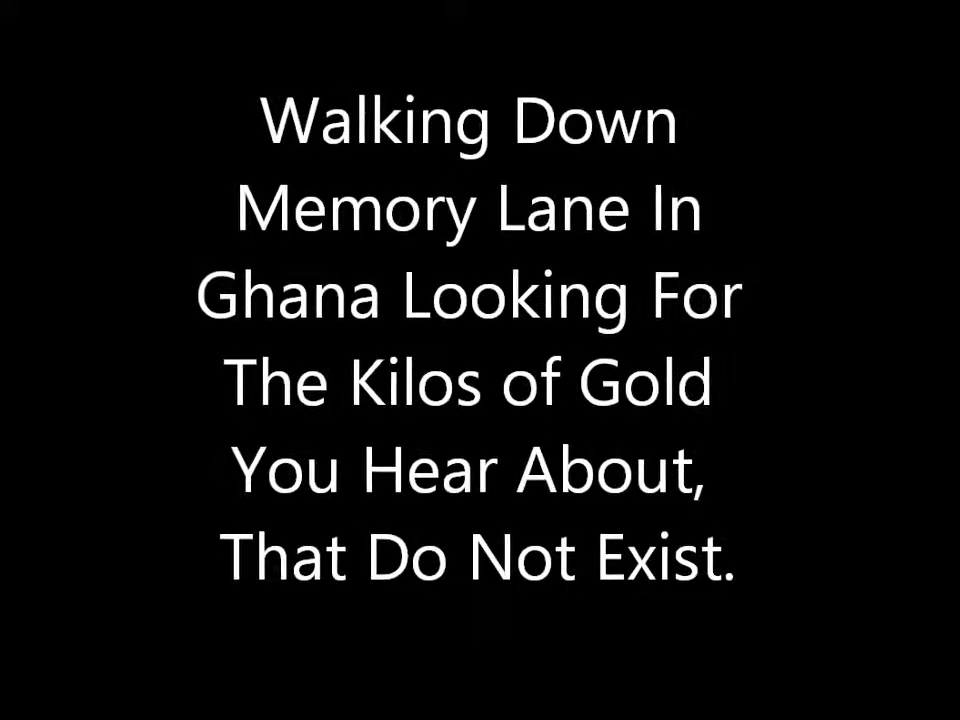 Walking Down
Memory Lane In
Ghana Looking For
The Kilos of Gold
You Hear About,
That Do Not Exist.